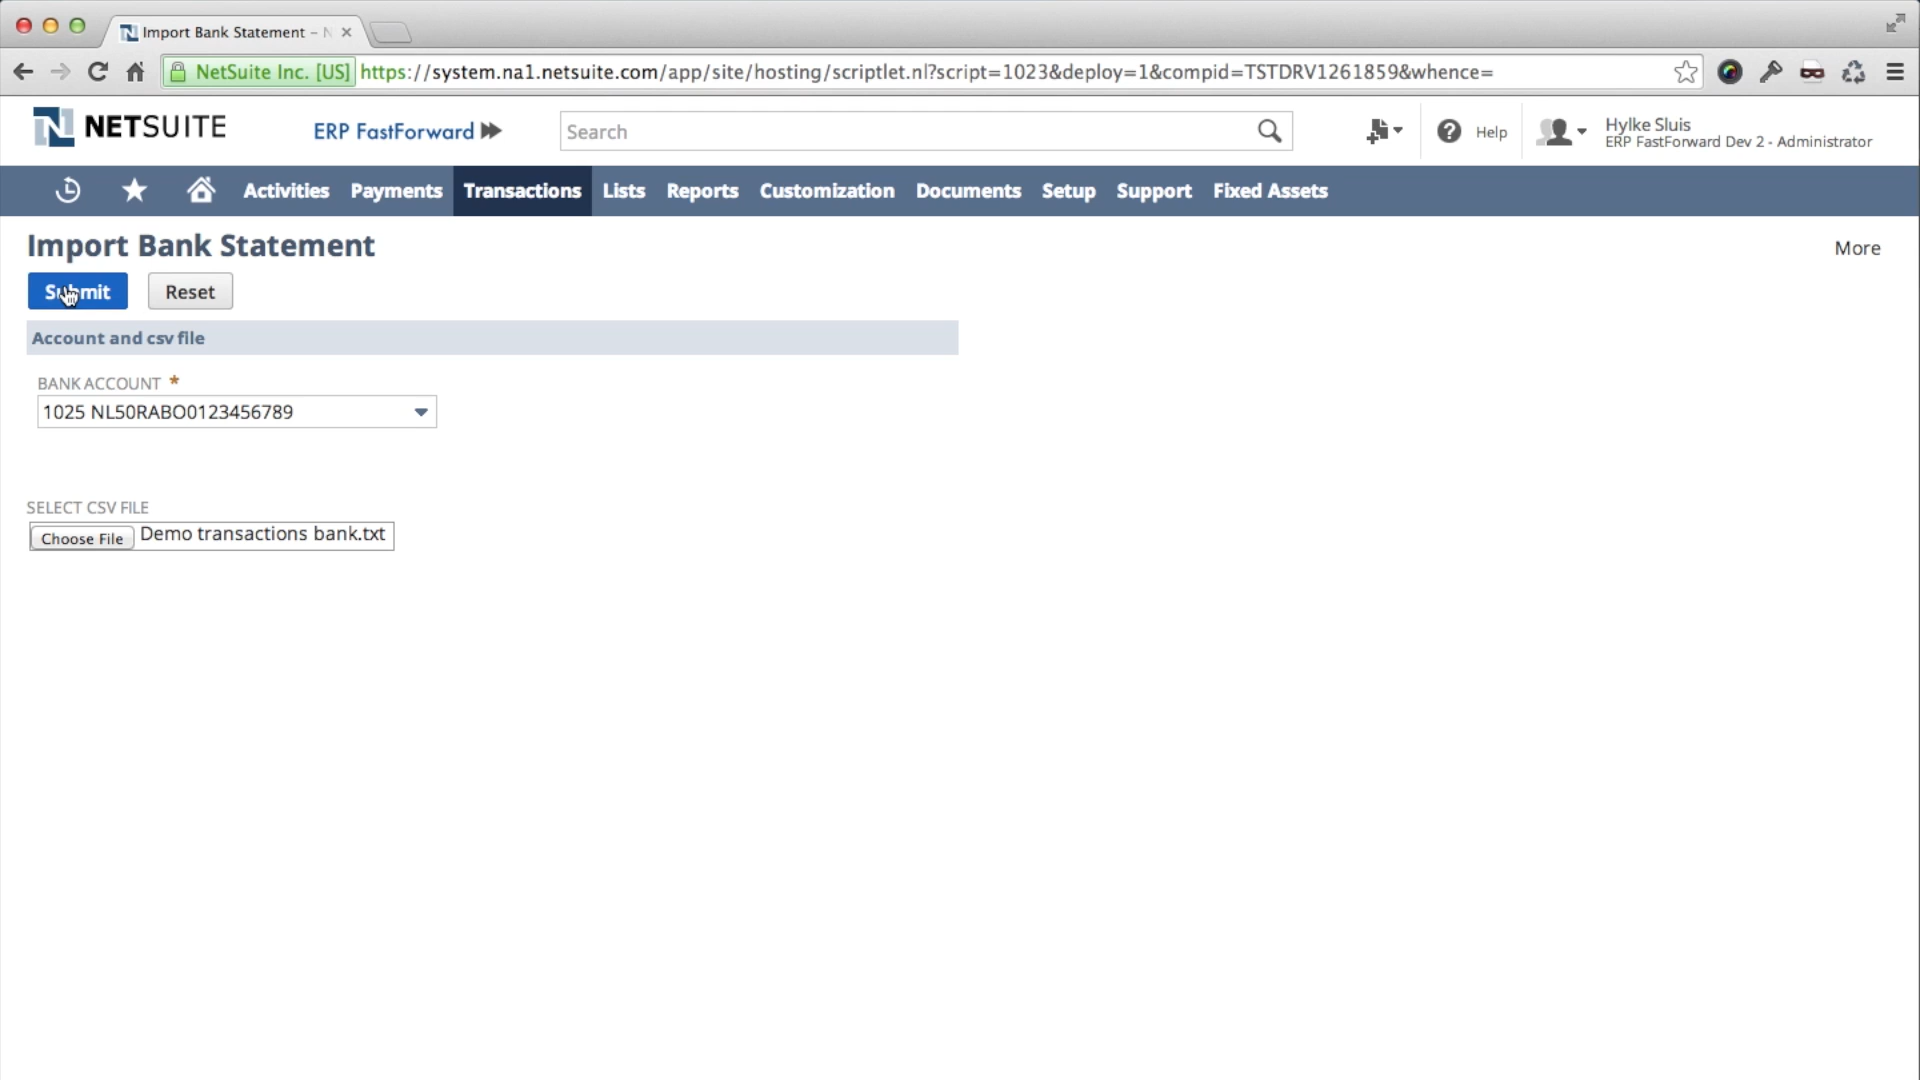 Import Bank Statement – N
NetSuite Inc. [US] https://system.na1.netsuite.com/app/site/hosting/scriptlet.nl?script=1023&deploy=1&compid=TSTDRV1261859&whence=
NETSUITE ERP FastForward Search Help Hylke Sluis
ERP FastForward Dev 2 - Administrator
Activities Payments Transactions Lists Reports Customization Documents Setup Support Fixed Assets
Import Bank Statement More
Submit Reset
Account and csv file
BANK ACCOUNT *
1025 NL50RABO0123456789
SELECT CSV FILE
Choose File Demo transactions bank.txt